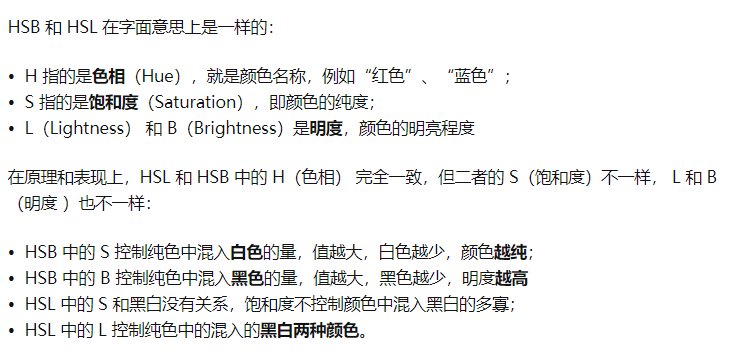 HSB 和 HSL 在字面意思上是一样的：
• H 指的是色相（Hue），就是颜色名称，例如“红色”、“蓝色”；
• S 指的是饱和度（Saturation），即颜色的纯度；
• L（Lightness） 和 B（Brightness）是明度，颜色的明亮程度
在原理和表现上，HSL 和 HSB 中的 H（色相） 完全一致，但二者的 S（饱和度）不一样， L 和 B
（明度 ）也不一样：
• HSB 中的 S 控制纯色中混入白色的量，值越大，白色越少，颜色越纯；
• HSB 中的 B 控制纯色中混入黑色的量，值越大，黑色越少，明度越高
• HSL 中的 S 和黑白没有关系，饱和度不控制颜色中混入黑白的多寡；
• HSL 中的 L 控制纯色中的混入的黑白两种颜色。